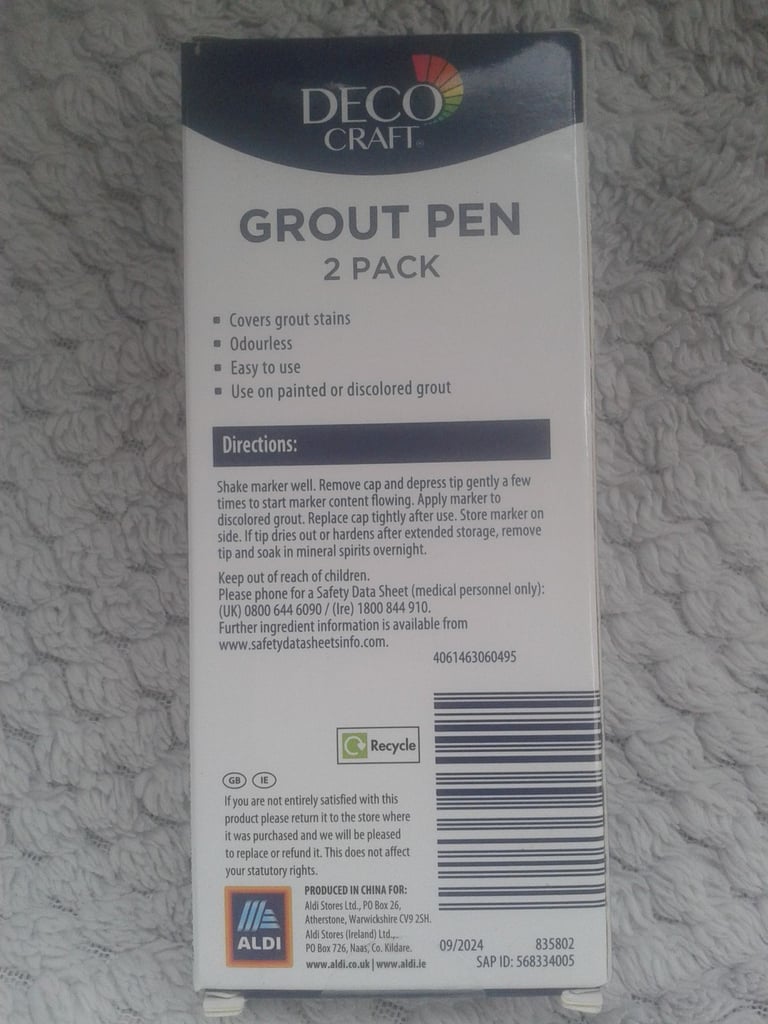 DECO
CRAFT®
GROUT PEN
2 PACK
▪ Covers grout stains
▪ Odourless
▪ Easy to use
▪ Use on painted or discolored grout
Directions:
Shake marker well. Remove cap and depress tip gently a few
times to start marker content flowing. Apply marker to
discolored grout. Replace cap tightly after use. Store marker on
side. If tip dries out or hardens after extended storage, remove
tip and soak in mineral spirits overnight.
Keep out of reach of children.
Please phone for a Safety Data Sheet (medical personnel only):
(UK) 0800 644 6090 / (Ire) 1800 844 910.
Further ingredient information is available from
www.safetydatasheetsinfo.com.
4061463060495
Recycle
GB IE
If you are not entirely satisfied with this
product please return it to the store where
it was purchased and we will be pleased
to replace or refund it. This does not affect
your statutory rights.
ALDI
PRODUCED IN CHINA FOR:
Aldi Stores Ltd., PO Box 26,
Atherstone, Warwickshire CV9 2SH.
Aldi Stores (Ireland) Ltd.,
PO Box 726, Naas, Co. Kildare.
www.aldi.co.uk | www.aldi.ie
09/2024 835802
SAP ID: 568334005